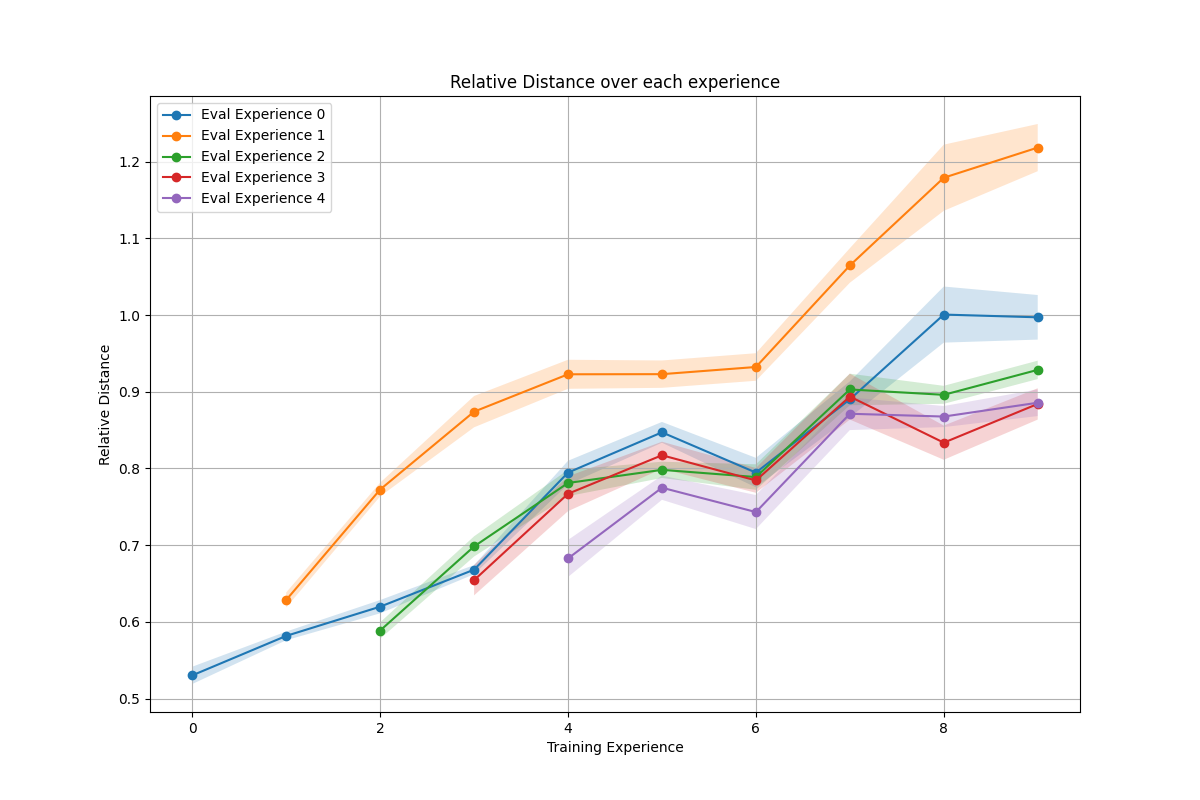 Relative Distance over each experience
Eval Experience 0
Eval Experience 1
Eval Experience 2
Eval Experience 3
Eval Experience 4
Relative Distance
1.2
1.1
1.0
0.9
0.8
0.7
0.6
0.5
0 2 4 6 8
Training Experience